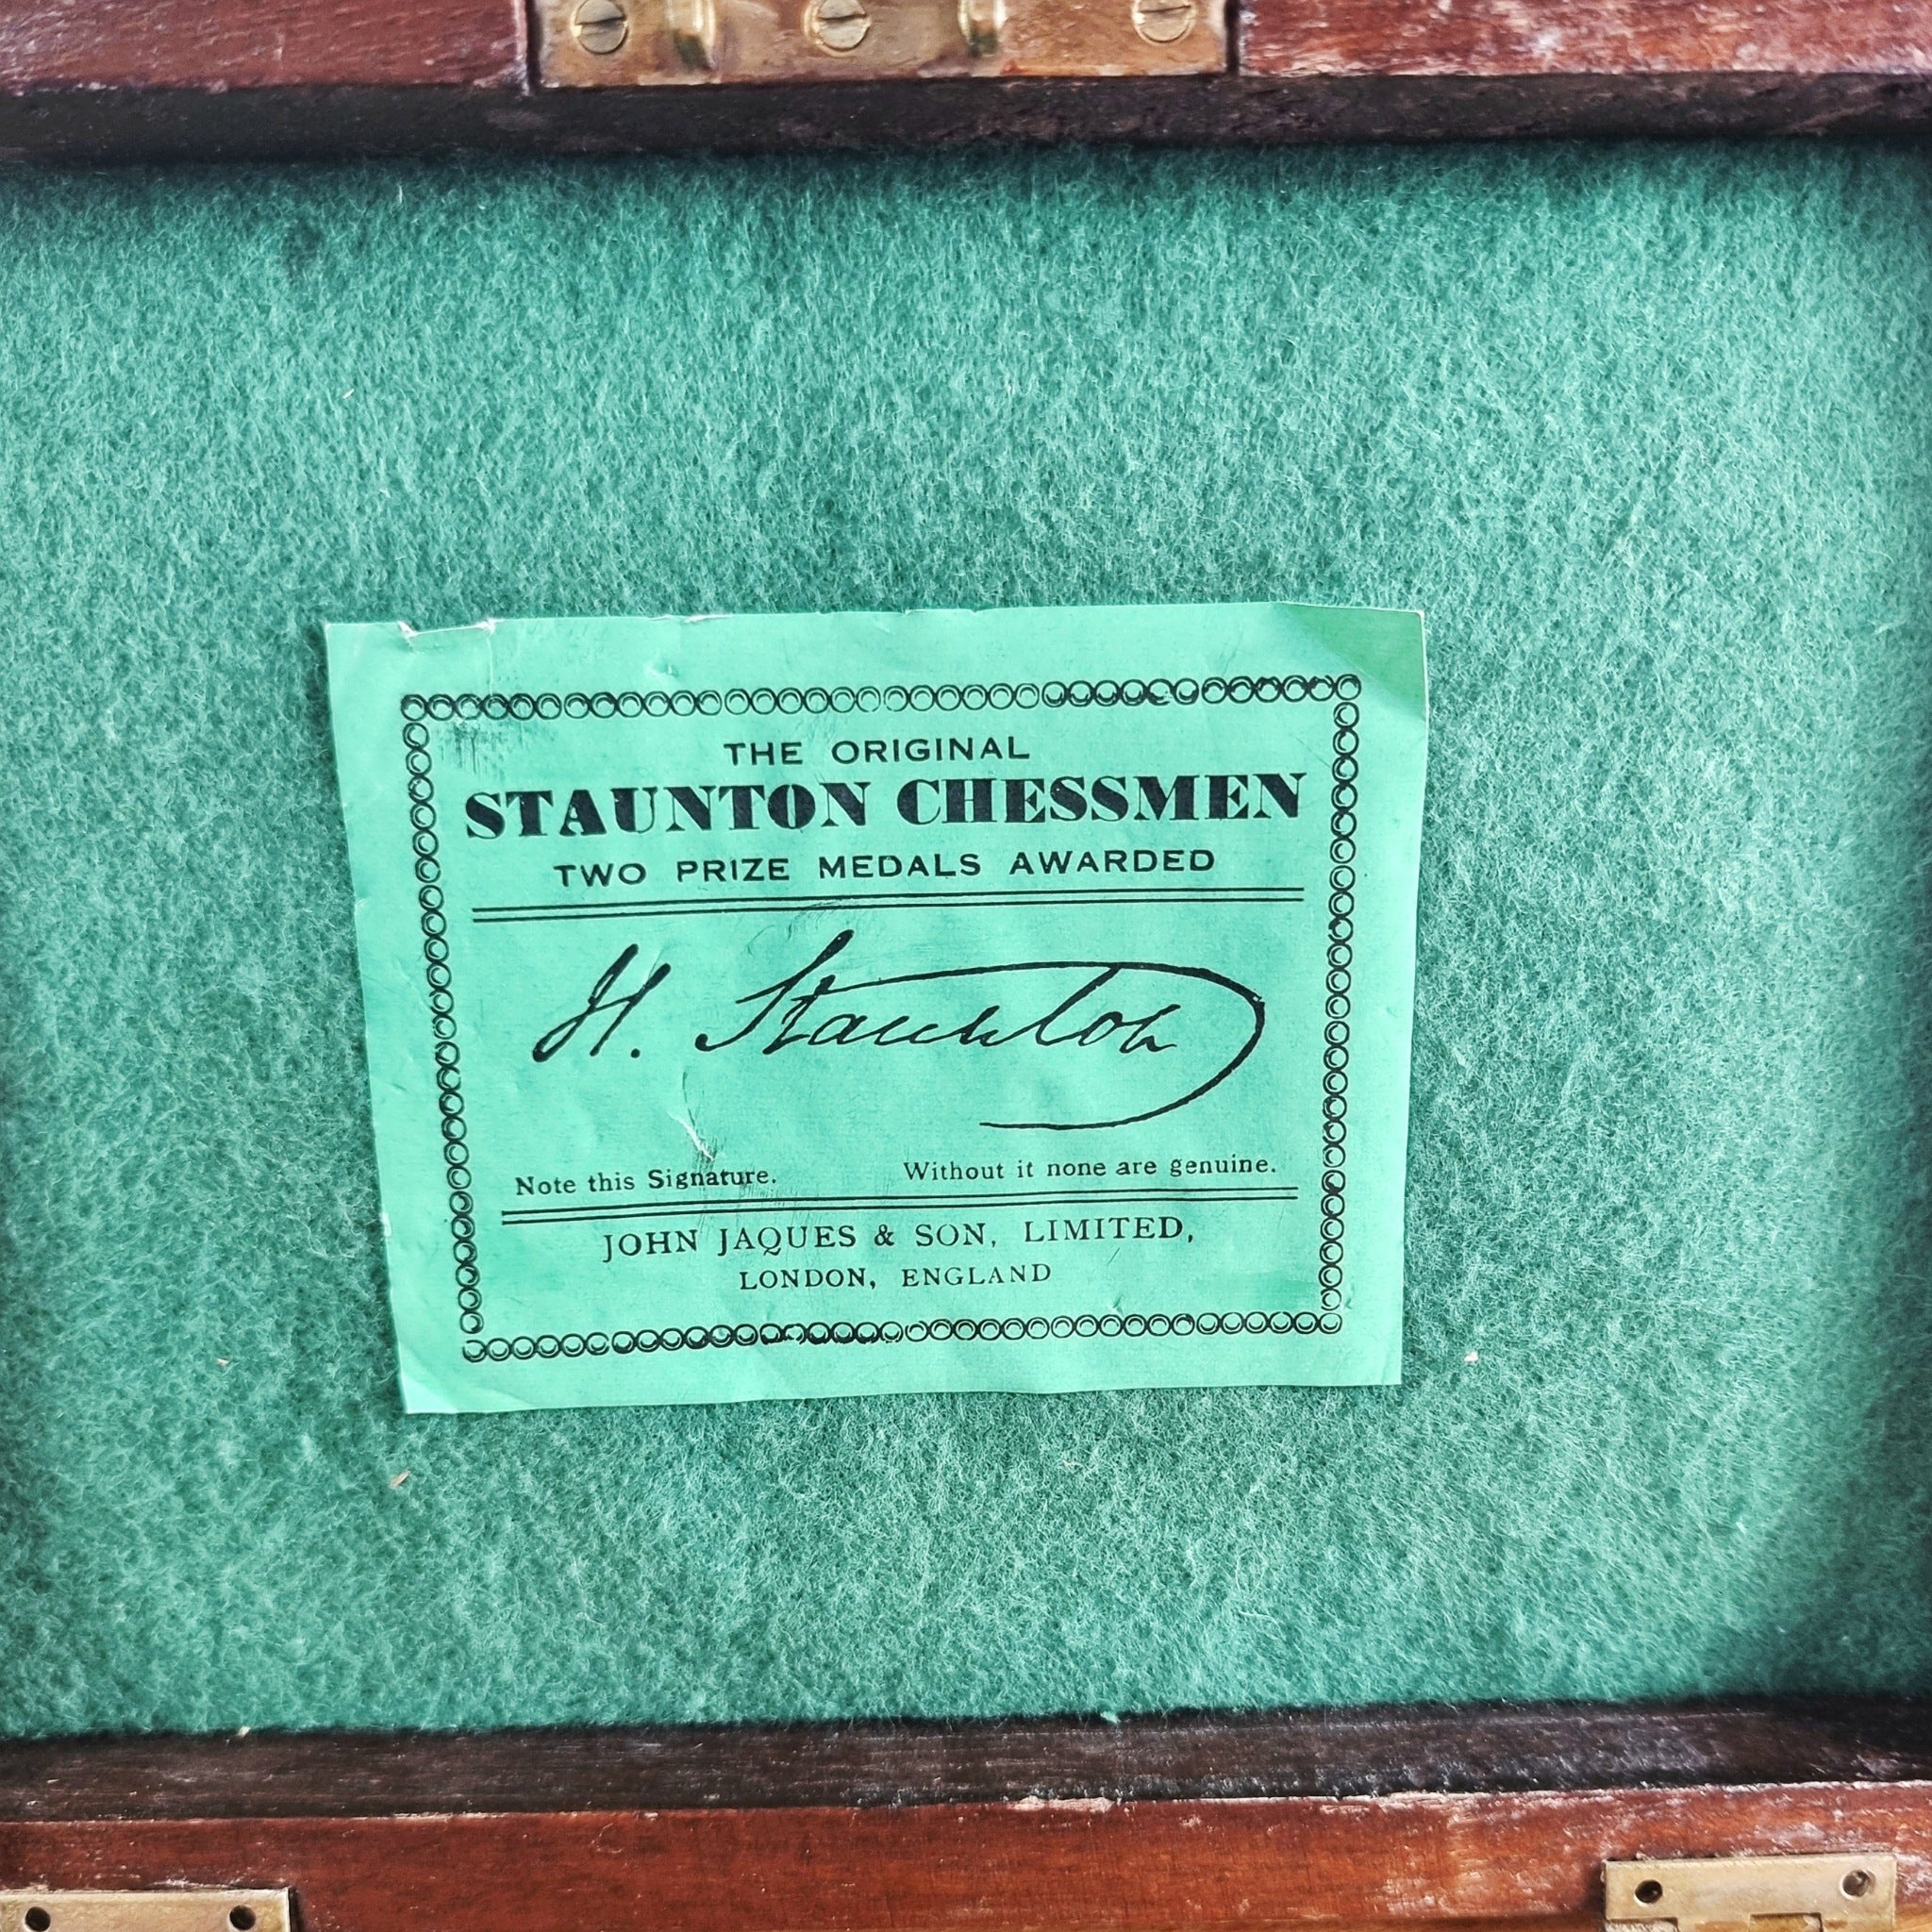 THE ORIGINAL
STAUNTON CHESSMEN
TWO PRIZE MEDALS AWARDED
H. Staunton
Note this Signature. Without it none are genuine.
JOHN JAQUES & SON, LIMITED,
LONDON, ENGLAND